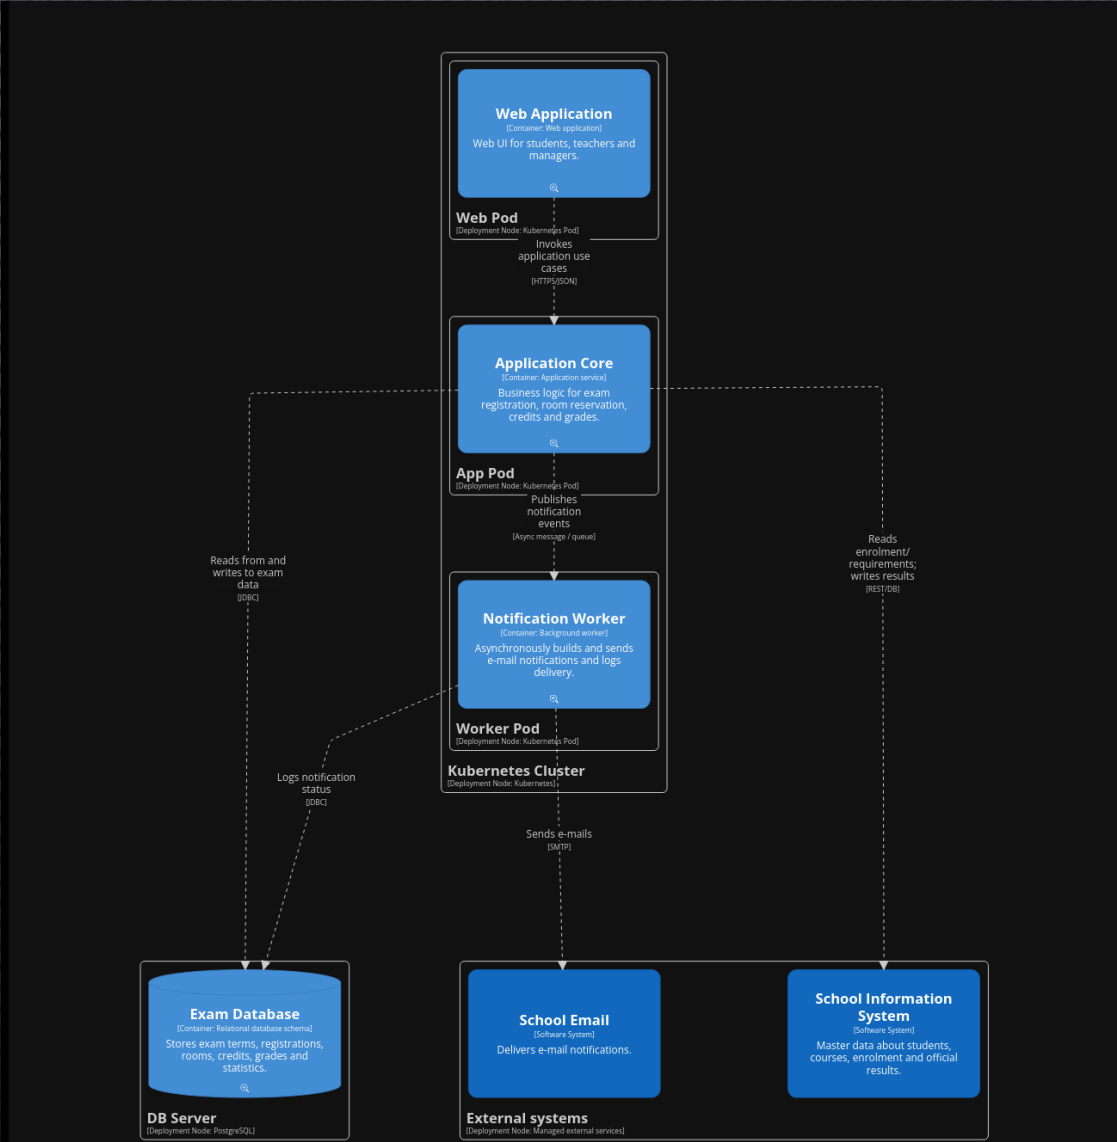 Web Application
[Container: Web application]
Web UI for students, teachers and
managers.
Web Pod
[Deployment Node: Kubernetes Pod]
Invokes
application use
cases
[HTTPS/JSON]
Application Core
[Container: Application service]
Business logic for exam
registration, room reservation,
credits and grades.
App Pod
[Deployment Node: Kubernetes Pod]
Publishes
notification
events
[Async message / queue]
Reads from and
writes to exam
data
[JDBC]
Reads
enrolment/
requirements;
writes results
[REST/DB]
Notification Worker
[Container: Background worker]
Asynchronously builds and sends
e-mail notifications and logs
delivery.
Worker Pod
[Deployment Node: Kubernetes Pod]
Kubernetes Cluster
[Deployment Node: Kubernetes]
Logs notification
status
[JDBC]
Sends e-mails
[SMTP]
Exam Database
[Container: Relational database schema]
Stores exam terms, registrations,
rooms, credits, grades and
statistics.
DB Server
[Deployment Node: PostgreSQL]
School Email
[Software System]
Delivers e-mail notifications.
School Information
System
[Software System]
Master data about students,
courses, enrolment and official
results.
External systems
[Deployment Node: Managed external services]